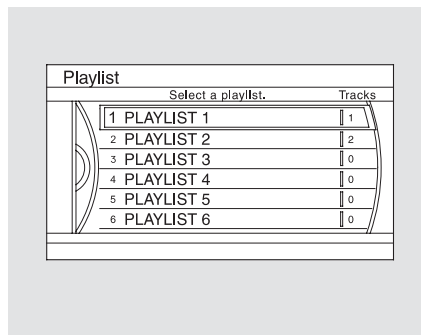 Playlist
Select a playlist. Tracks
1 PLAYLIST 1 1
2 PLAYLIST 2 2
3 PLAYLIST 3 0
4 PLAYLIST 4 0
5 PLAYLIST 5 0
6 PLAYLIST 6 0